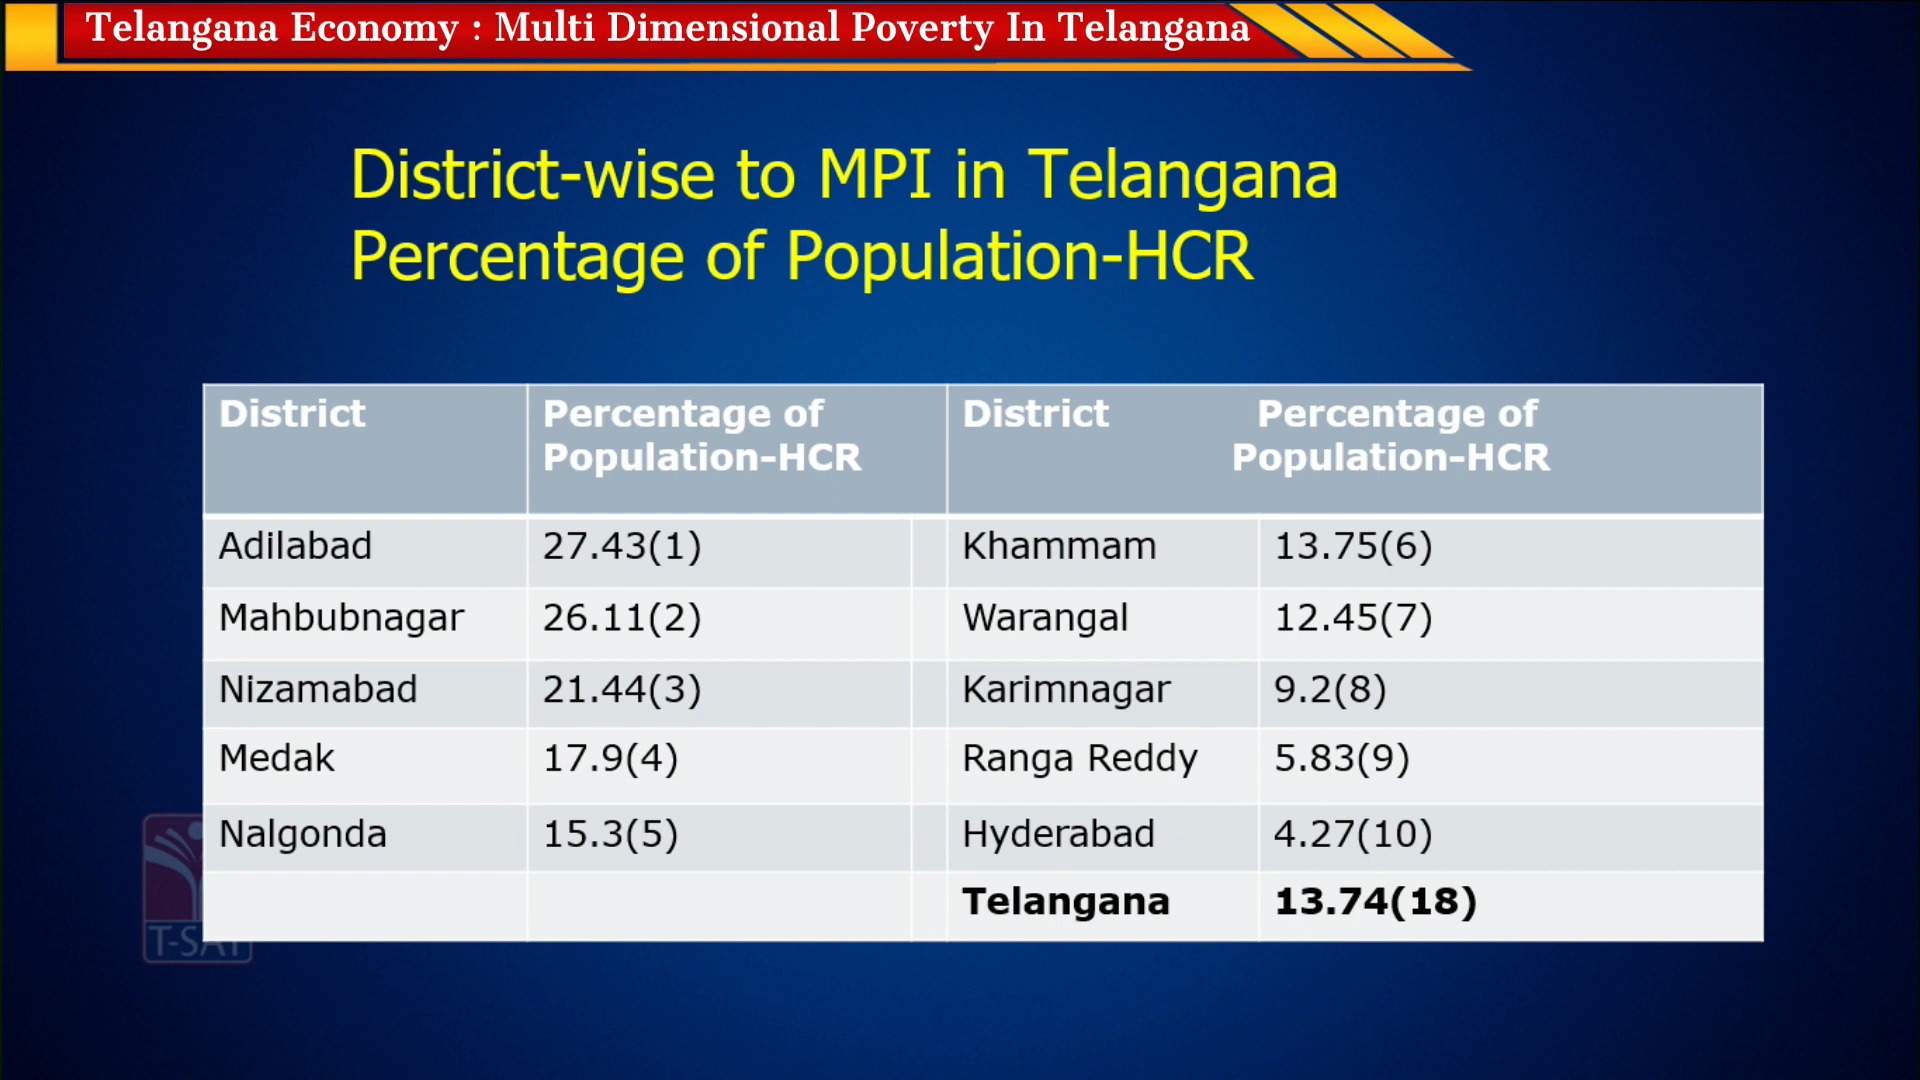 Telangana Economy : Multi Dimensional Poverty In Telangana
District-wise to MPI in Telangana
Percentage of Population-HCR
District Percentage of Population-HCR District Percentage of Population-HCR
Adilabad 27.43(1) Khammam 13.75(6)
Mahbubnagar 26.11(2) Warangal 12.45(7)
Nizamabad 21.44(3) Karimnagar 9.2(8)
Medak 17.9(4) Ranga Reddy 5.83(9)
Nalgonda 15.3(5) Hyderabad 4.27(10)
Telangana 13.74(18)
T-SAT